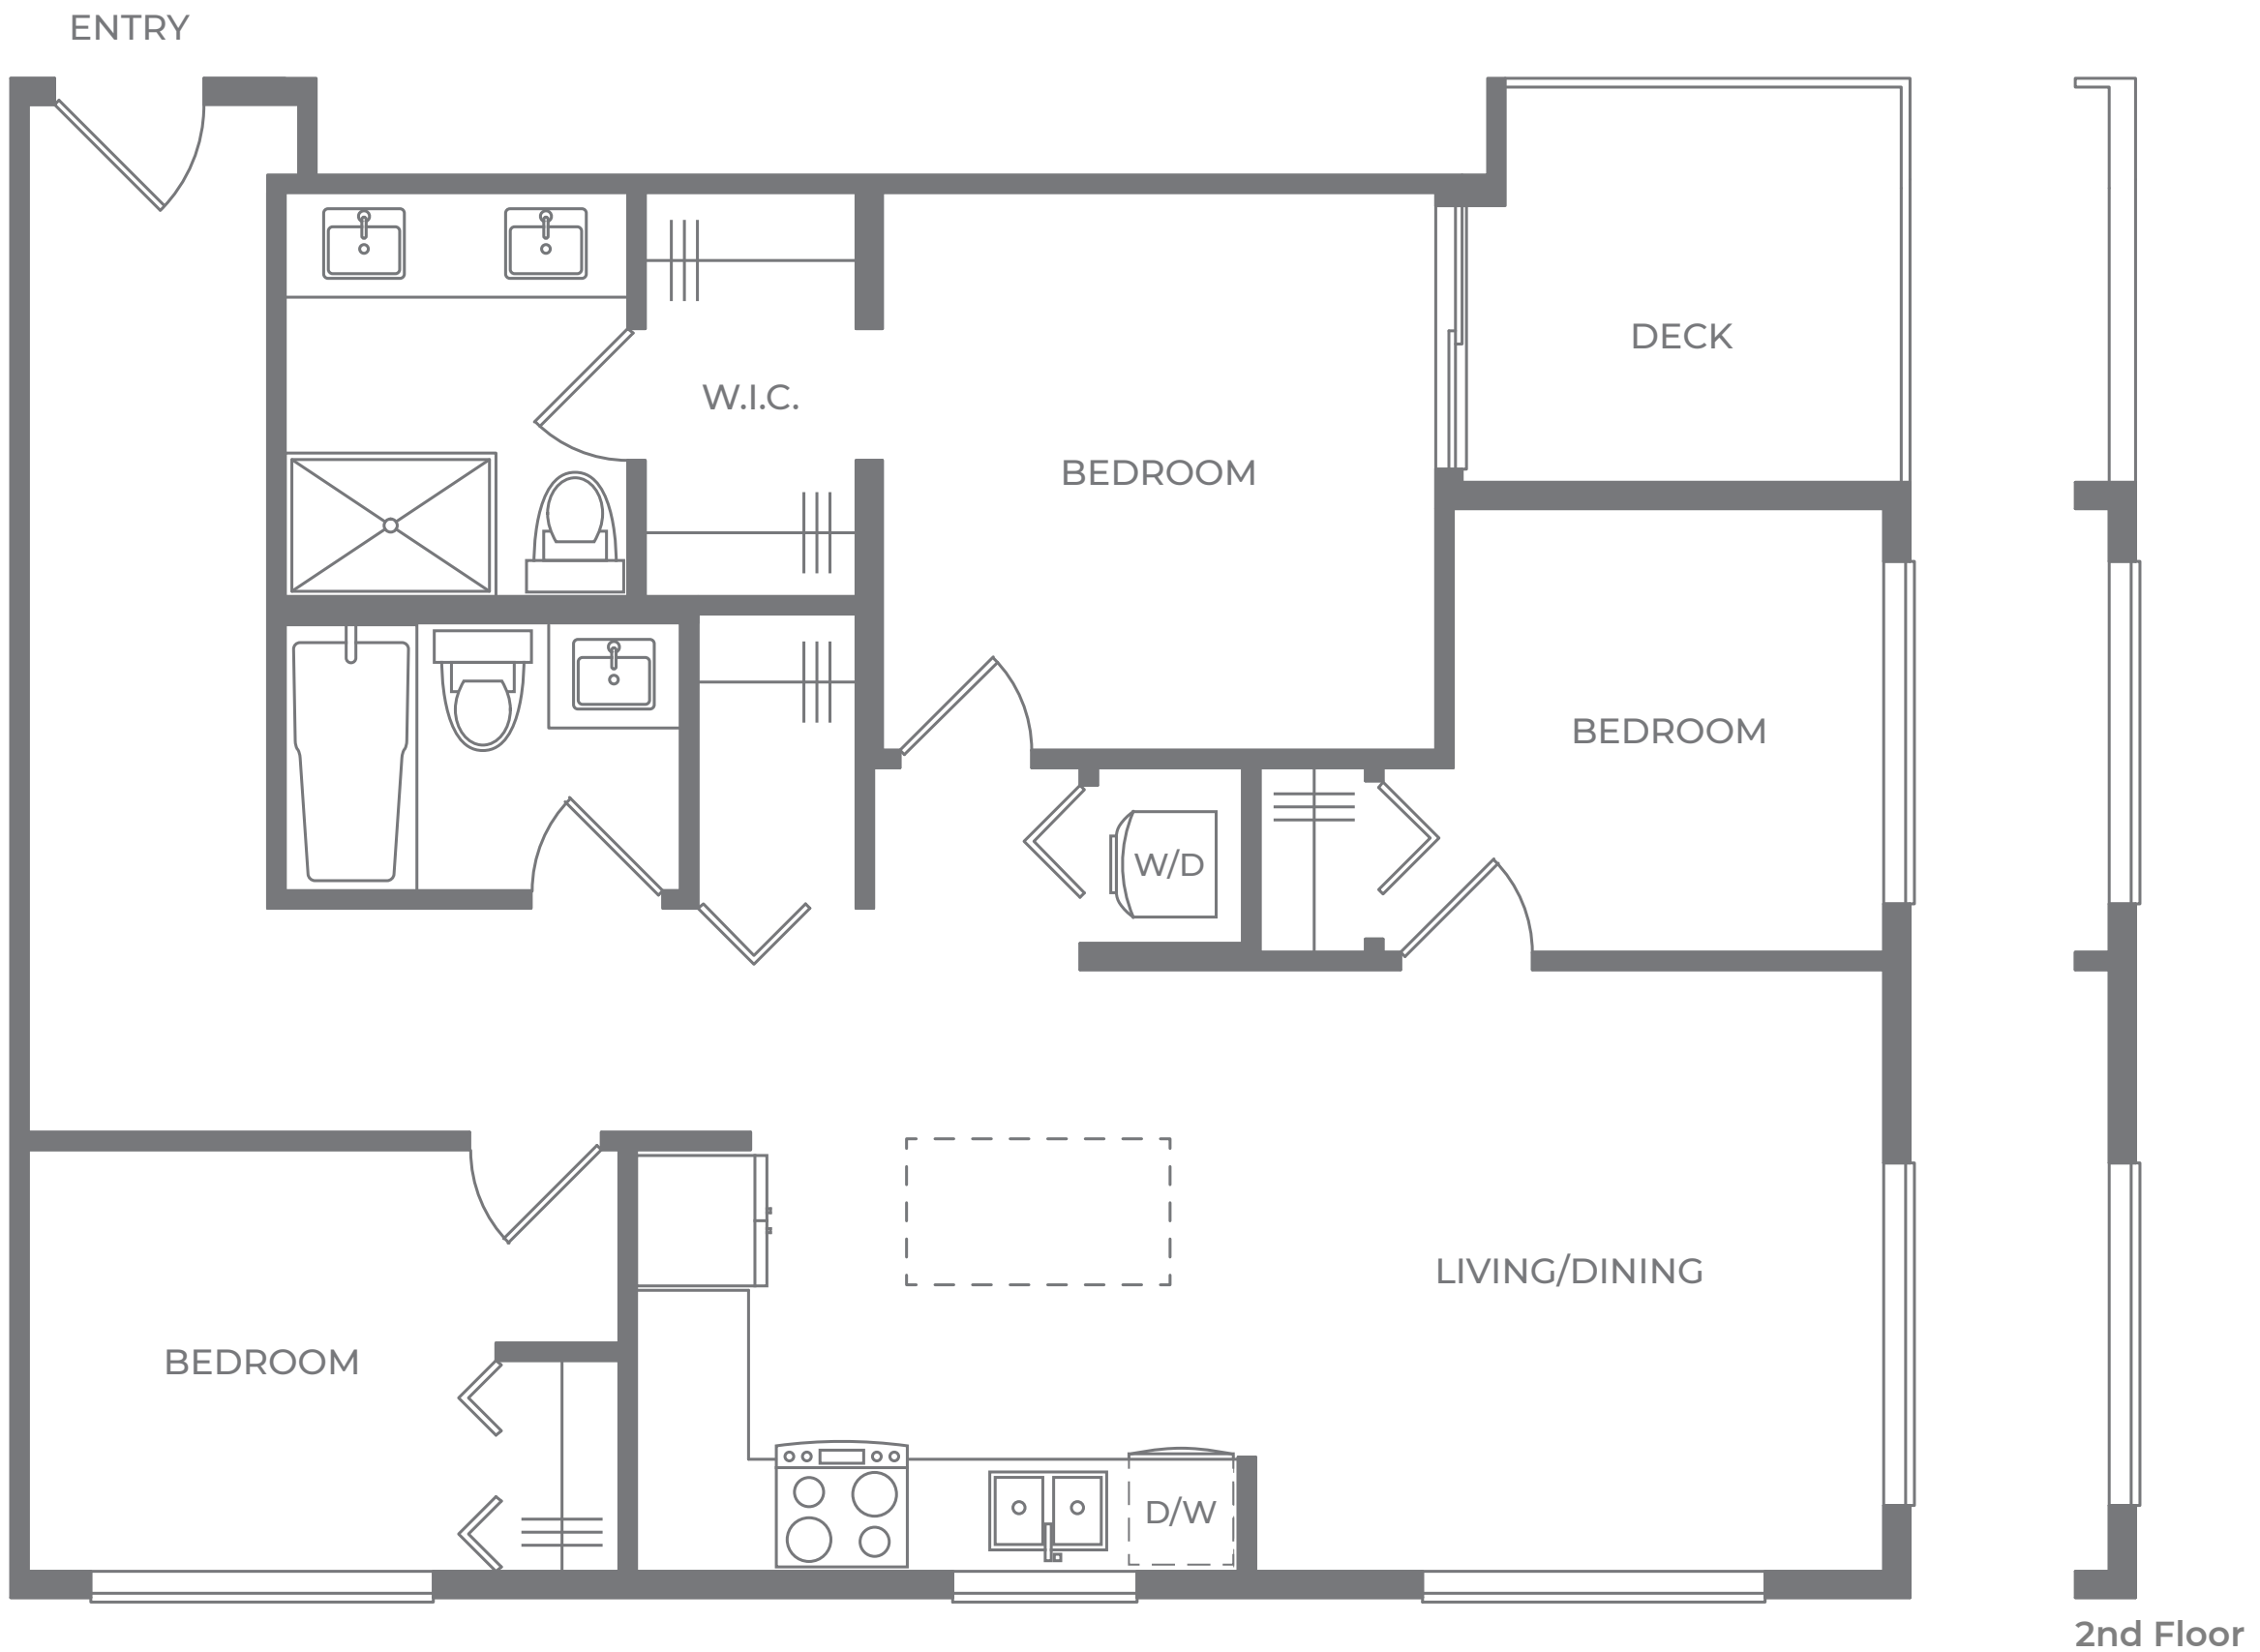 ENTRY
DECK
W.I.C.
BEDROOM
BEDROOM
W/D
LIVING/DINING
BEDROOM
D/W
2nd Floor